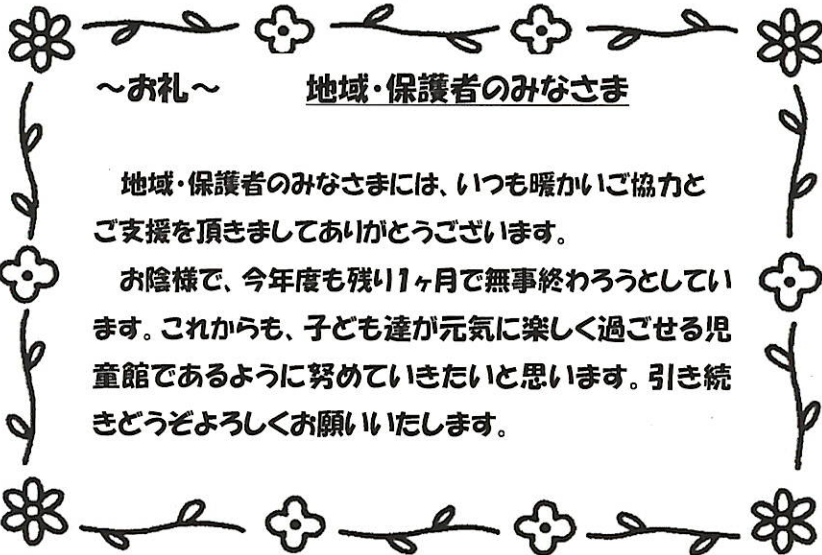 ～お礼～　地域・保護者のみなさま
地域・保護者のみなさまには、いつも暖かいご協力と
ご支援を頂きましてありがとうございます。
お陰様で、今年度も残り1ヶ月で無事終わろうとしてい
ます。これからも、子ども達が元気に楽しく過ごせる児
童館であるように努めていきたいと思います。引き続
きどうぞよろしくお願いいたします。